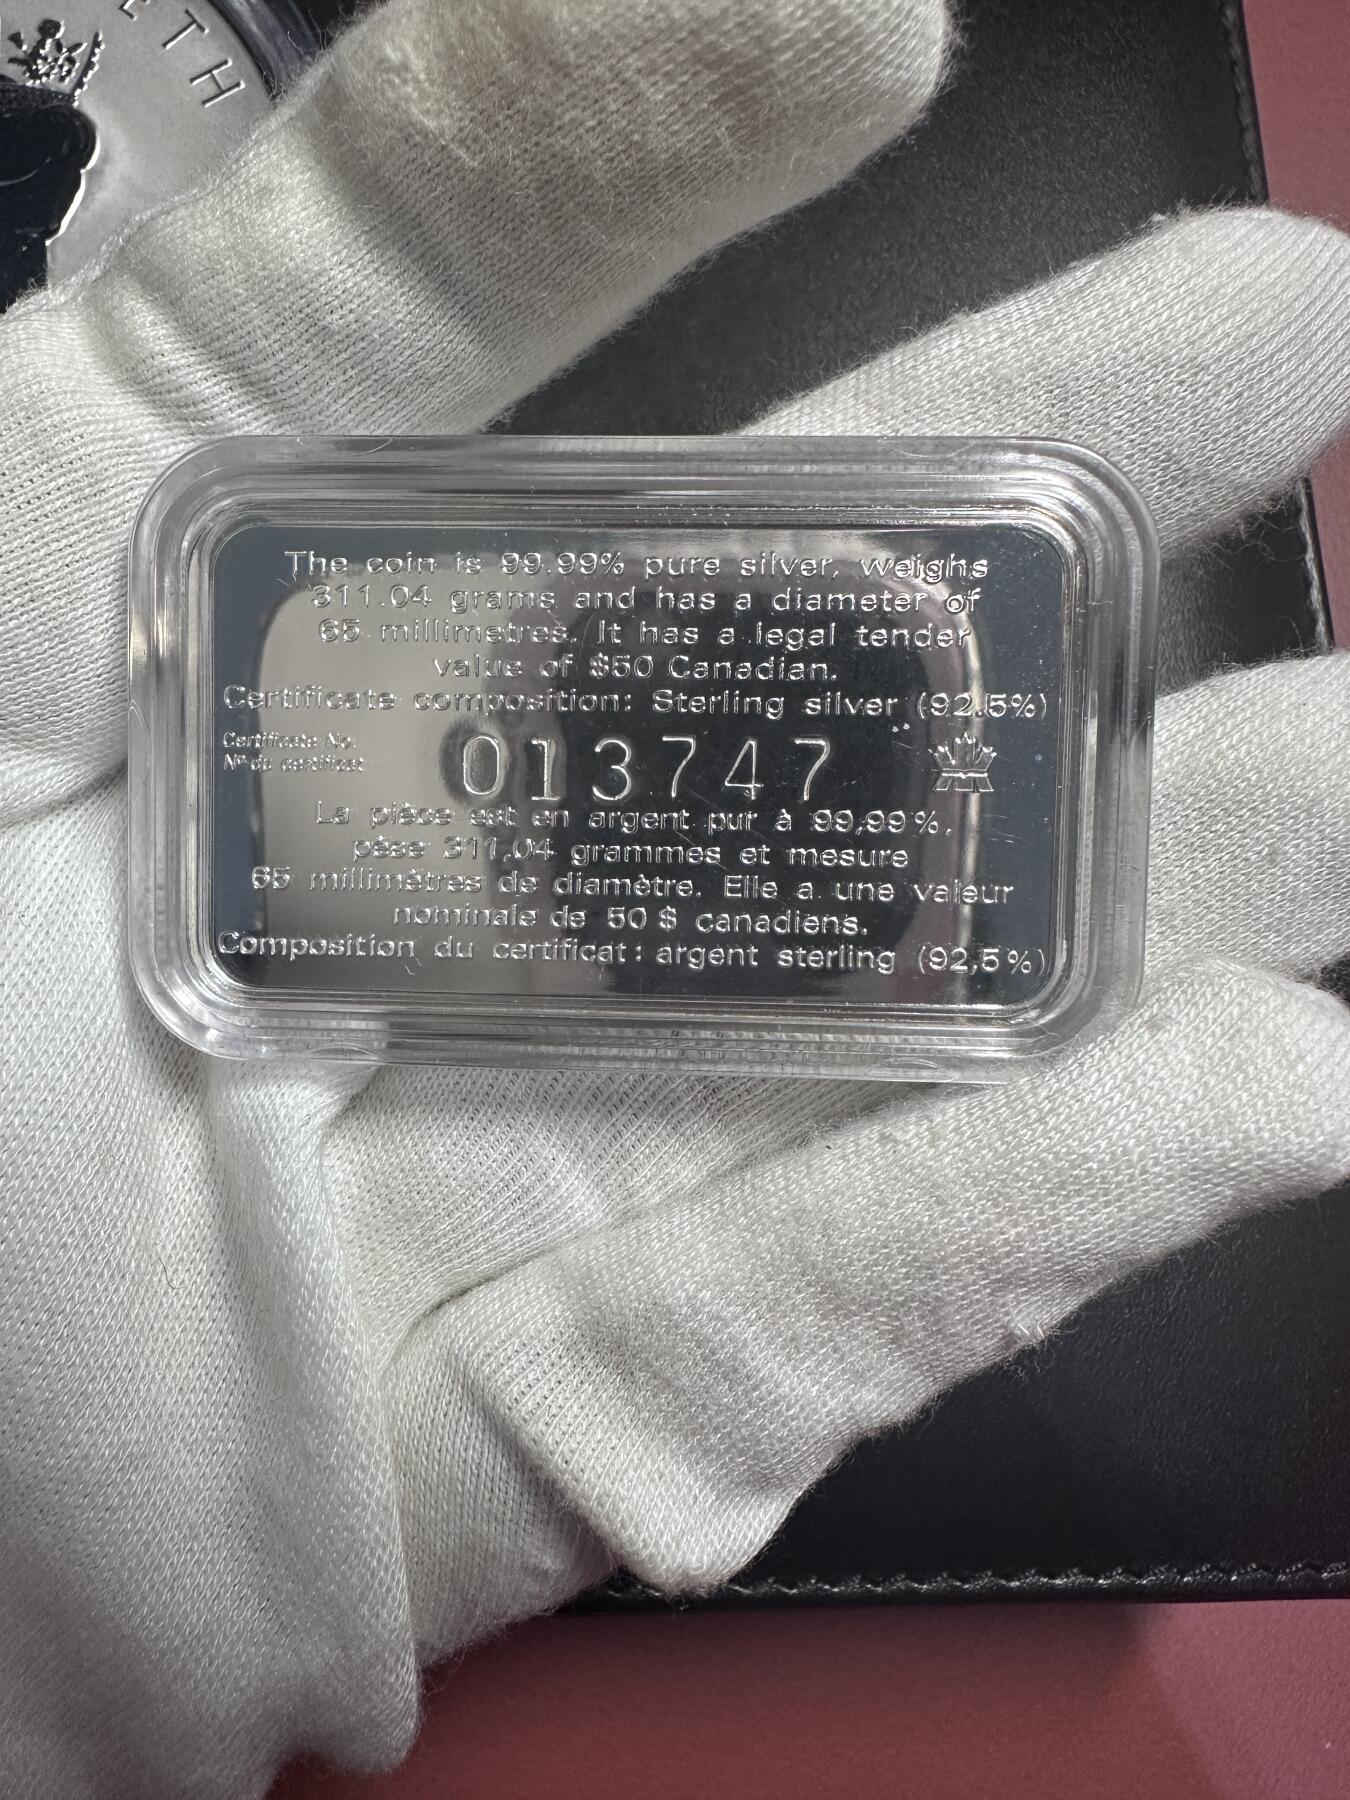 ETH
The coin is 99.99% pure silver, weighs
311.04 grams and has a diameter of
65 millimetres. It has a legal tender
value of $50 Canadian.
Certificate composition: Sterling silver (92.5%)
Certificate No.
Nº du certificat
013747
La pièce est en argent pur à 99,99 %,
pèse 311,04 grammes et mesure
65 millimètres de diamètre. Elle a une valeur
nominale de 50 $ canadiens.
Composition du certificat : argent sterling (92,5 %)